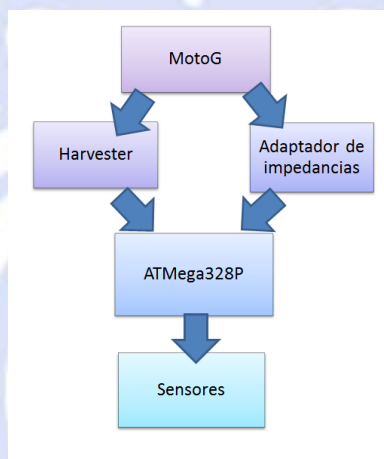 MotoG
Harvester
Adaptador de
impedancias
ATMega328P
Sensores